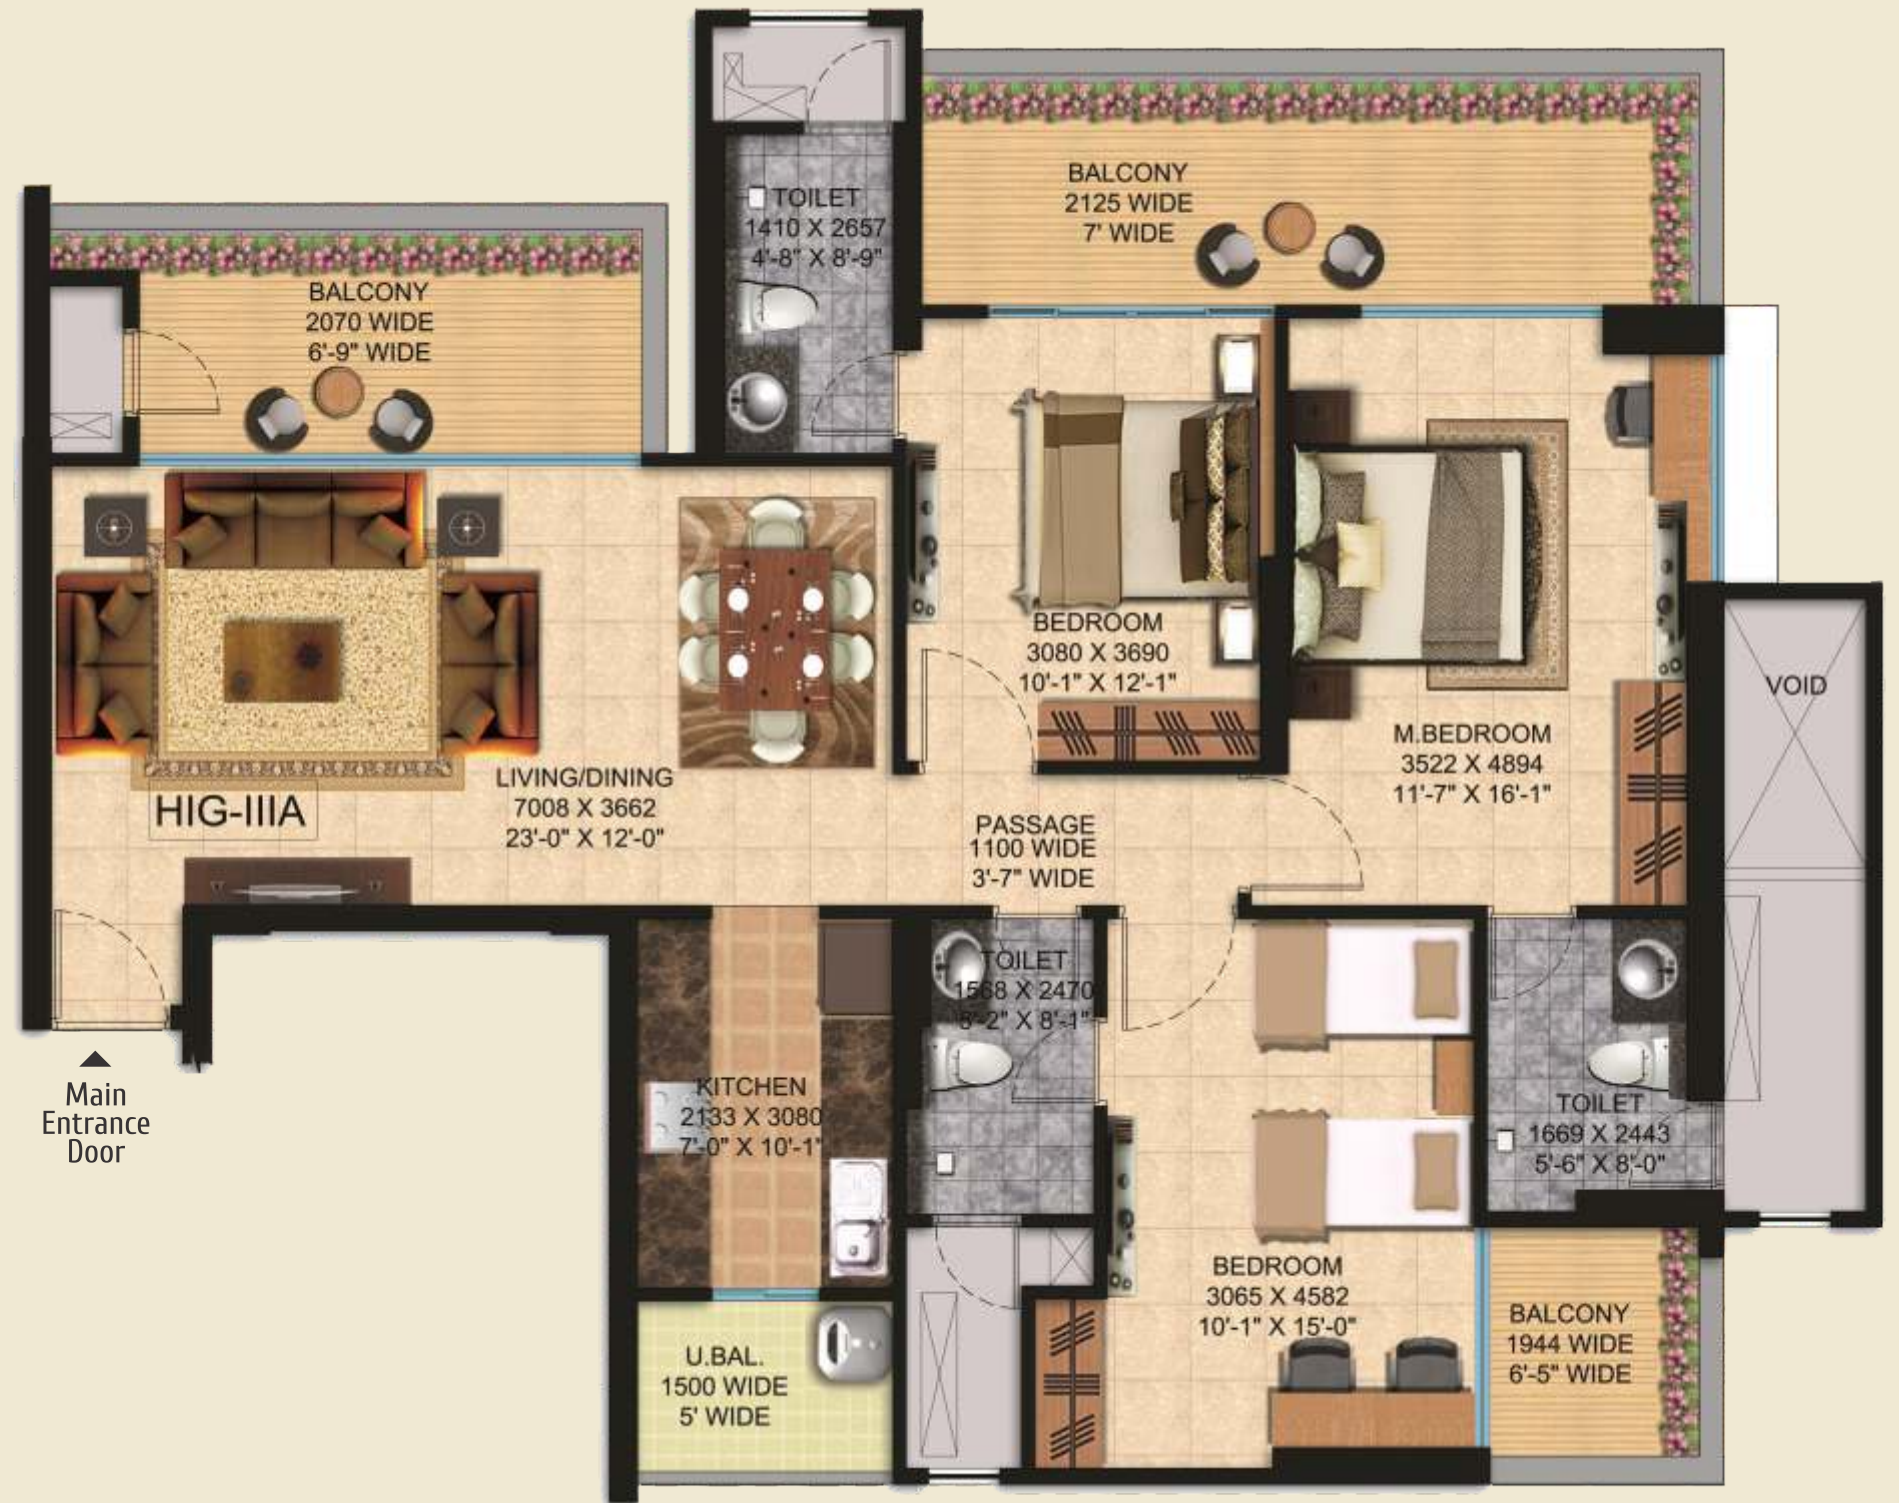 TOILET
1410 X 2657
4'-8" X 8'-9"
BALCONY
2125 WIDE
7' WIDE
BALCONY
2070 WIDE
6'-9" WIDE
BEDROOM
3080 X 3690
10'-1" X 12'-1"
M.BEDROOM
3522 X 4894
11'-7" X 16'-1"
VOID
LIVING/DINING
7008 X 3662
23'-0" X 12'-0"
HIG-IIIA
PASSAGE
1100 WIDE
3'-7" WIDE
TOILET
1568 X 2470
5'-2" X 8'-1"
Main
Entrance
Door
KITCHEN
2133 X 3080
7'-0" X 10'-1"
TOILET
1669 X 2443
5'-6" X 8'-0"
BEDROOM
3065 X 4582
10'-1" X 15'-0"
BALCONY
1944 WIDE
6'-5" WIDE
U.BAL.
1500 WIDE
5' WIDE